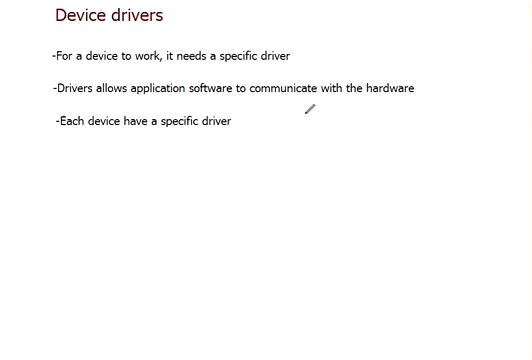 Device drivers
-For a device to work, it needs a specific driver
-Drivers allows application software to communicate with the hardware
-Each device have a specific driver